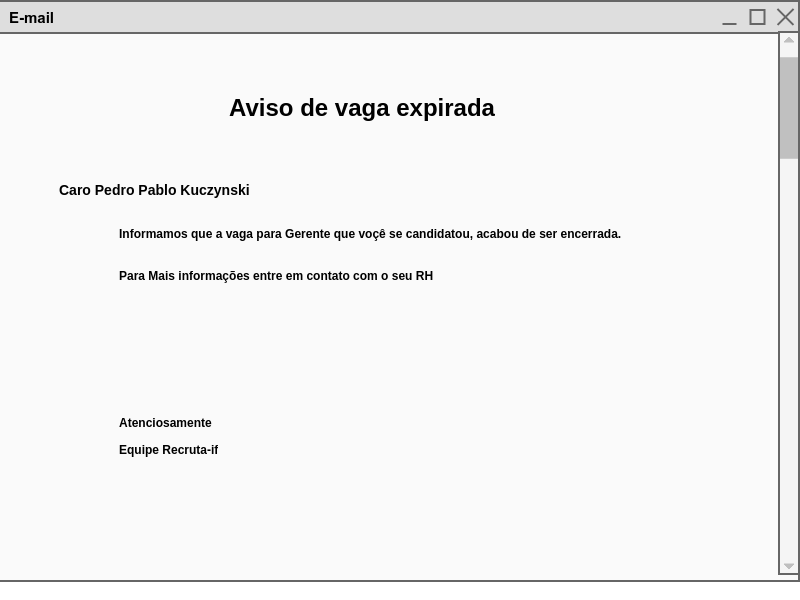 E-mail
Aviso de vaga expirada
Caro Pedro Pablo Kuczynski
Informamos que a vaga para Gerente que voçê se candidatou, acabou de ser encerrada.
Para Mais informações entre em contato com o seu RH
Atenciosamente
Equipe Recruta-if